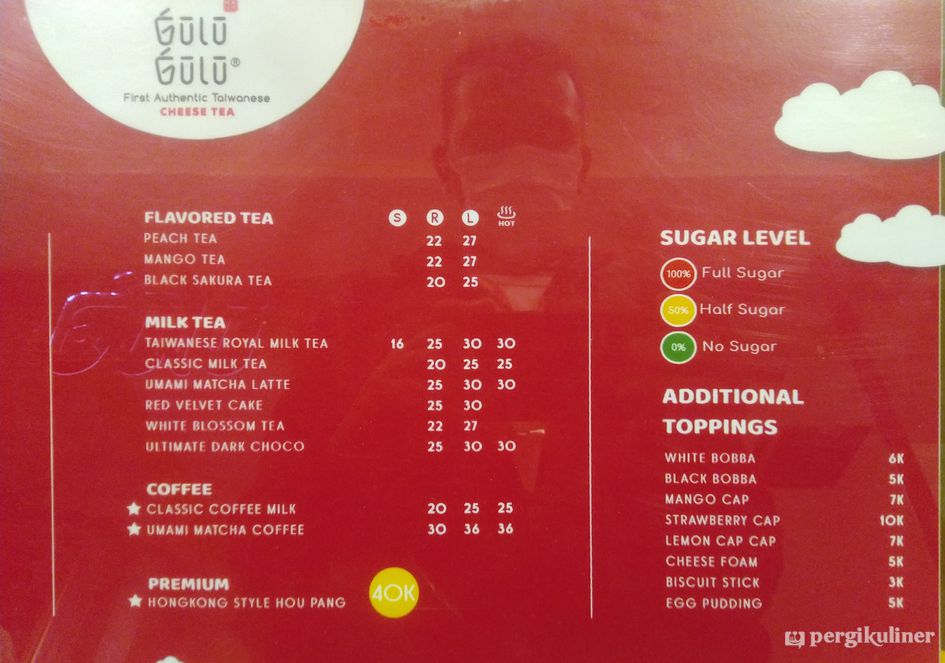 GŪLŪ
GŪLŪ®
First Authentic Taiwanese
CHEESE TEA
FLAVORED TEA S R L HOT
PEACH TEA 22 27
MANGO TEA 22 27
BLACK SAKURA TEA 20 25
MILK TEA
TAIWANESE ROYAL MILK TEA 16 25 30 30
CLASSIC MILK TEA 20 25 25
UMAMI MATCHA LATTE 25 30 30
RED VELVET CAKE 25 30
WHITE BLOSSOM TEA 22 27
ULTIMATE DARK CHOCO 25 30 30
COFFEE
CLASSIC COFFEE MILK 20 25 25
UMAMI MATCHA COFFEE 30 36 36
PREMIUM
HONGKONG STYLE HOU PANG 40K
SUGAR LEVEL
100% Full Sugar
50% Half Sugar
0% No Sugar
ADDITIONAL
TOPPINGS
WHITE BOBBA 6K
BLACK BOBBA 5K
MANGO CAP 7K
STRAWBERRY CAP 10K
LEMON CAP CAP 7K
CHEESE FOAM 5K
BISCUIT STICK 3K
EGG PUDDING 5K
pergikuliner